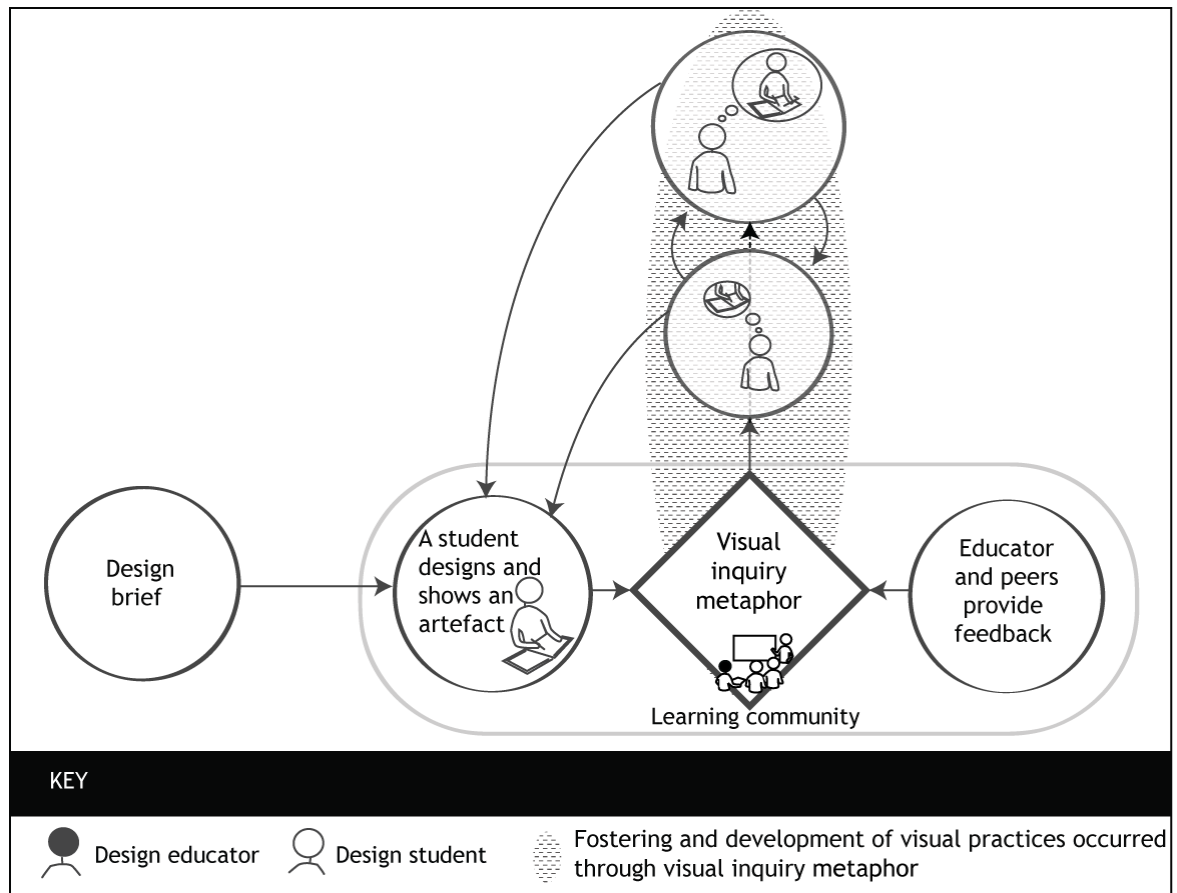 Design
brief
A student
designs and
shows an
artefact
Visual
inquiry
metaphor
Educator
and peers
provide
feedback
Learning community
KEY
Design educator
Design student
Fostering and development of visual practices occurred
through visual inquiry metaphor